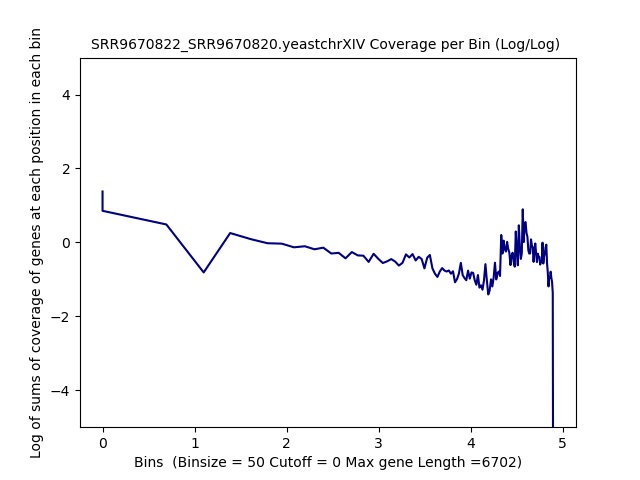 SRR9670822_SRR9670820.yeastchrXIV Coverage per Bin (Log/Log)
Log of sums of coverage of genes at each position in each bin
4
2
0
−2
−4
0 1 2 3 4 5
Bins  (Binsize = 50 Cutoff = 0 Max gene Length =6702)